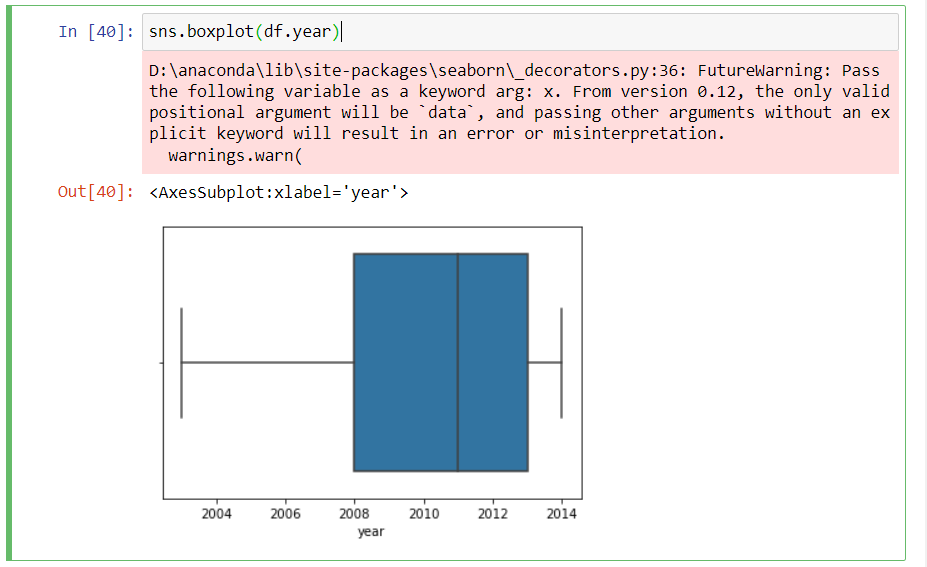 In [40]: sns.boxplot(df.year)
D:\anaconda\lib\site-packages\seaborn\_decorators.py:36: FutureWarning: Pass
the following variable as a keyword arg: x. From version 0.12, the only valid
positional argument will be `data`, and passing other arguments without an ex
plicit keyword will result in an error or misinterpretation.
  warnings.warn(
Out[40]: <AxesSubplot:xlabel='year'>
2004 2006 2008 2010 2012 2014
year